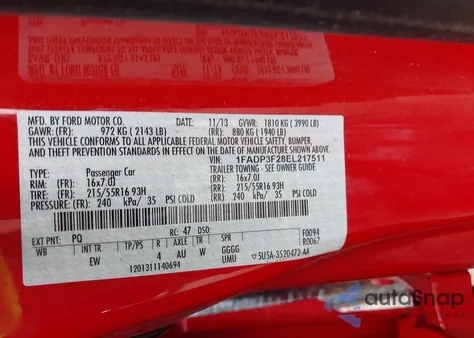 MFD. BY FORD MOTOR CO.
11/13 GVWR: 1810 KG ( 3990 LB)
GAWR: (FR): 972 KG ( 2143 LB) (RR): 880 KG ( 1940 LB)
THIS VEHICLE CONFORMS TO ALL APPLICABLE FEDERAL MOTOR VEHICLE SAFETY, BUMPER,
AND THEFT PREVENTION STANDARDS IN EFFECT ON THE DATE OF MANUFACTURE SHOWN ABOVE.
VIN: 1FADP3F28EL217511
TYPE: Passenger Car TRAILER TOWING - SEE OWNER GUIDE
RIM: (FR): 16x7.0J (RR): 16x7.0J
TIRE: (FR): 215/55R16 93H (RR): 215/55R16 93H
PRESSURE: (FR): 240 kPa/ 35 PSI COLD (RR): 240 kPa/ 35 PSI COLD
EXT PNT: PQ RC: 47 DSO: F0094
WB INT TR TP/PS R AXLE TR SPR R0067
EW 4 AU W GGGG
UMU
1201311140694 5U5A-3520472-AA
autoSnap